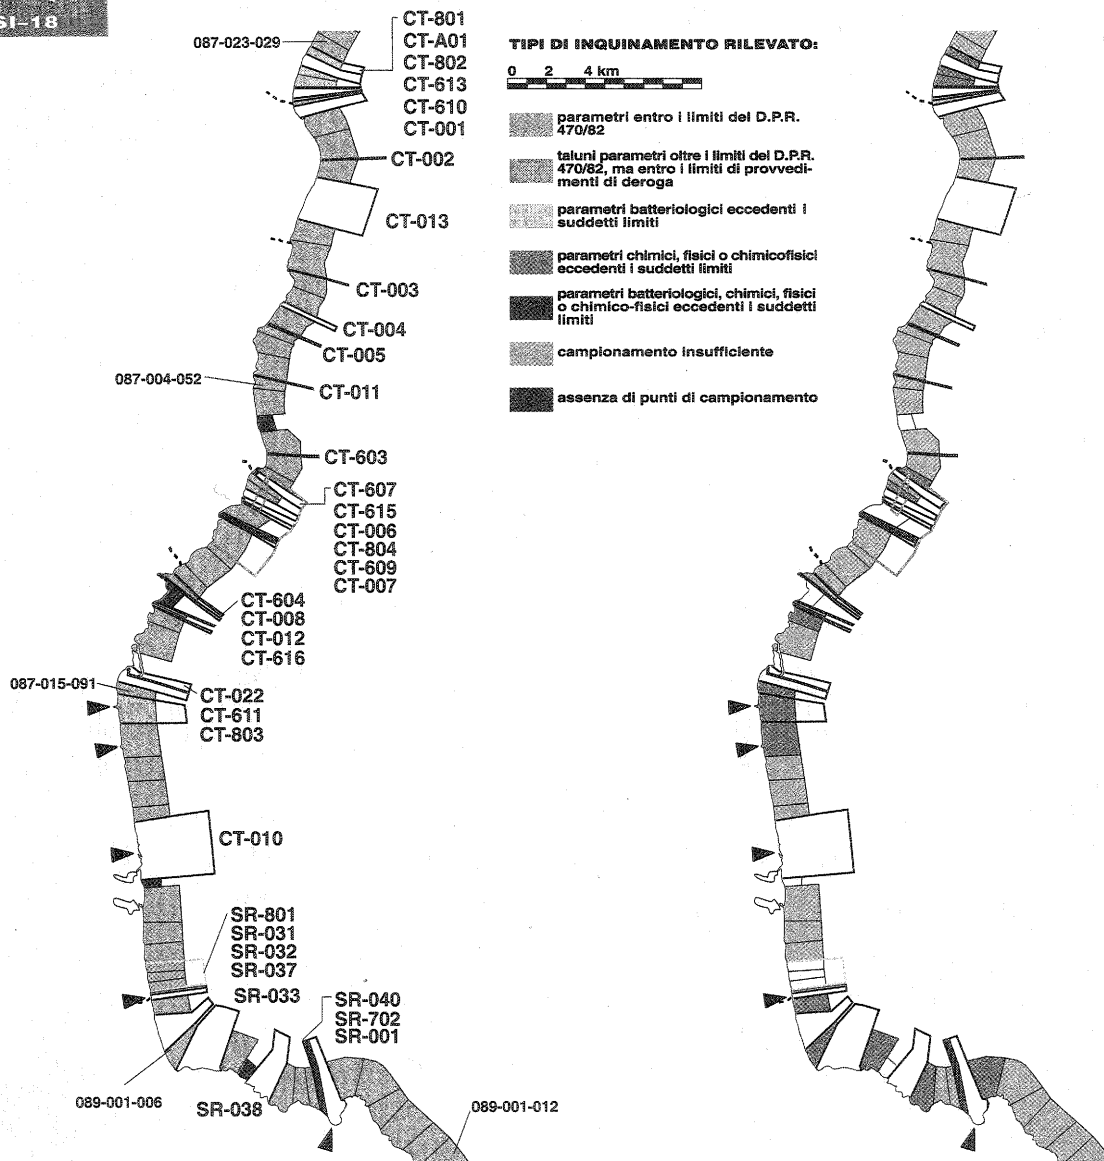 SI-18
087-023-029
CT-801
CT-A01
CT-802
CT-613
CT-610
CT-001
CT-002
CT-013
CT-003
CT-004
CT-005
087-004-052
CT-011
CT-603
CT-607
CT-615
CT-006
CT-804
CT-609
CT-007
CT-604
CT-008
CT-012
CT-616
087-015-091
CT-022
CT-611
CT-803
CT-010
SR-801
SR-031
SR-032
SR-037
SR-033
SR-040
SR-702
SR-001
089-001-006
SR-038
089-001-012
TIPI DI INQUINAMENTO RILEVATO:
0 2 4 km
parametri entro i limiti del D.P.R.
470/82
taluni parametri oltre i limiti del D.P.R.
470/82, ma entro i limiti di provvedi-
menti di deroga
parametri batteriologici eccedenti i
suddetti limiti
parametri chimici, fisici o chimicofisici
eccedenti i suddetti limiti
parametri batteriologici, chimici, fisici
o chimico-fisici eccedenti i suddetti
limiti
campionamento insufficiente
assenza di punti di campionamento